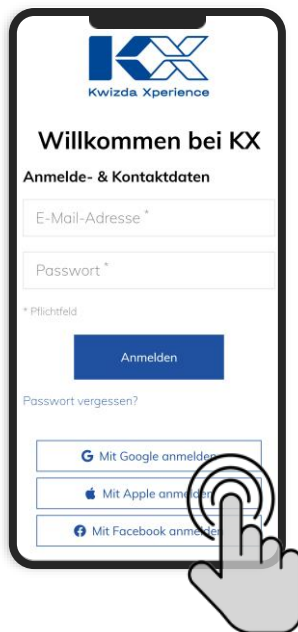 KX
Kwizda Xperience
Willkommen bei KX
Anmelde- & Kontaktdaten
E-Mail-Adresse *
Passwort *
* Pflichtfeld
Anmelden
Passwort vergessen?
Mit Google anmelden
Mit Apple anmelden
Mit Facebook anmelden